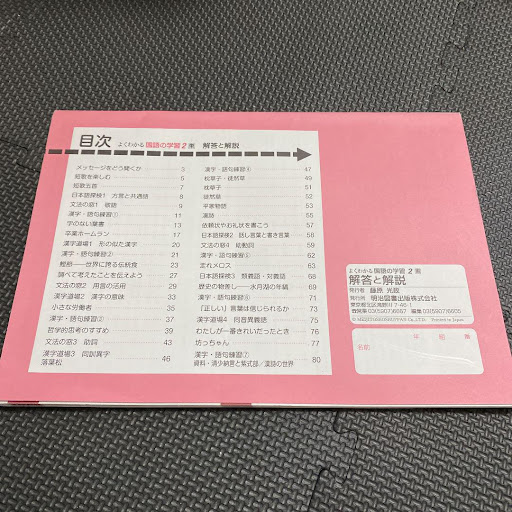 目次 よくわかる国語の学習2 解答と解説
メッセージをどう聞くか 3
短歌を楽しむ 5
短歌五首 7
日本語探検1 方言と共通語 8
文法の窓1 敬語 9
漢字・語句練習① 11
字のない葉書 13
卒業ホームラン 17
漢字道場1 形の似た漢字 20
漢字・語句練習② 21
鰹節――世界に誇る伝統食 23
調べて考えたことを伝えよう 27
文法の窓2 用言の活用 29
漢字道場2 漢字の意味 33
小さな労働者 35
漢字・語句練習③ 37
哲学的思考のすすめ 39
文法の窓3 助詞 43
漢字道場3 同訓異字 46
落葉松
漢字・語句練習④ 47
枕草子・徒然草 49
枕草子 51
徒然草 52
平家物語 53
漢詩 55
依頼状やお礼状を書こう 57
日本語探検2 話し言葉と書き言葉 58
文法の窓4 助動詞
漢字・語句練習⑤ 62
走れメロス
日本語探検3 類義語・対義語 68
歴史の物差し――水月湖の年縞 69
漢字・語句練習⑥ 71
「正しい」言葉は信じられるか 73
漢字道場4 同音異義語 75
わたしが一番きれいだったとき 76
坊っちゃん 77
漢字・語句練習⑦ 80
資料・清少納言と紫式部/漢詩の世界
よくわかる国語の学習2
解答と解説
発行者 藤原 光政
発行所 明治図書出版株式会社
年 組 番
名前